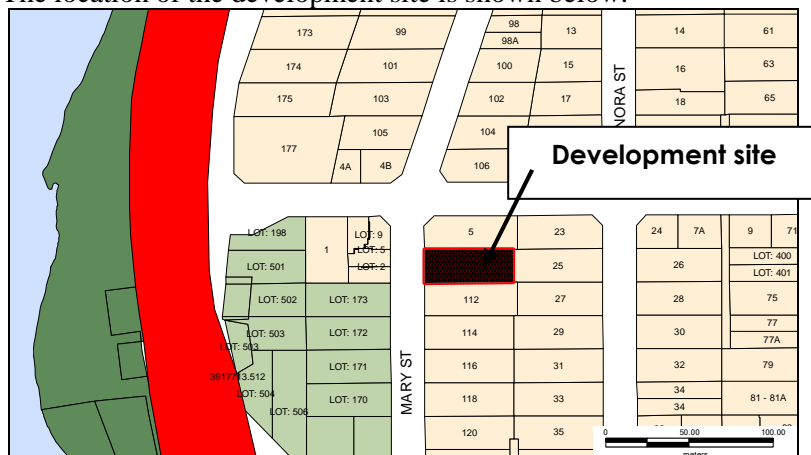 The location of the development site is shown below:
173
99
98
98A
13
14
61
174
101
100
15
16
63
175
103
102
17
18
65
NORA ST
177
105
104
4A
4B
106
Development site
LOT: 198
1
LOT: 9
LOT: 5
LOT: 2
5
23
24
7A
9
71
LOT: 501
25
26
LOT: 400
LOT: 401
LOT: 502
LOT: 173
112
27
28
75
LOT: 503
LOT: 503
LOT: 172
114
29
30
77
77A
3917713.512
LOT: 171
MARY ST
116
31
32
79
LOT: 504
LOT: 506
LOT: 170
118
33
34
34
81 - 81A
120
35
0
50.00
100.00
meters